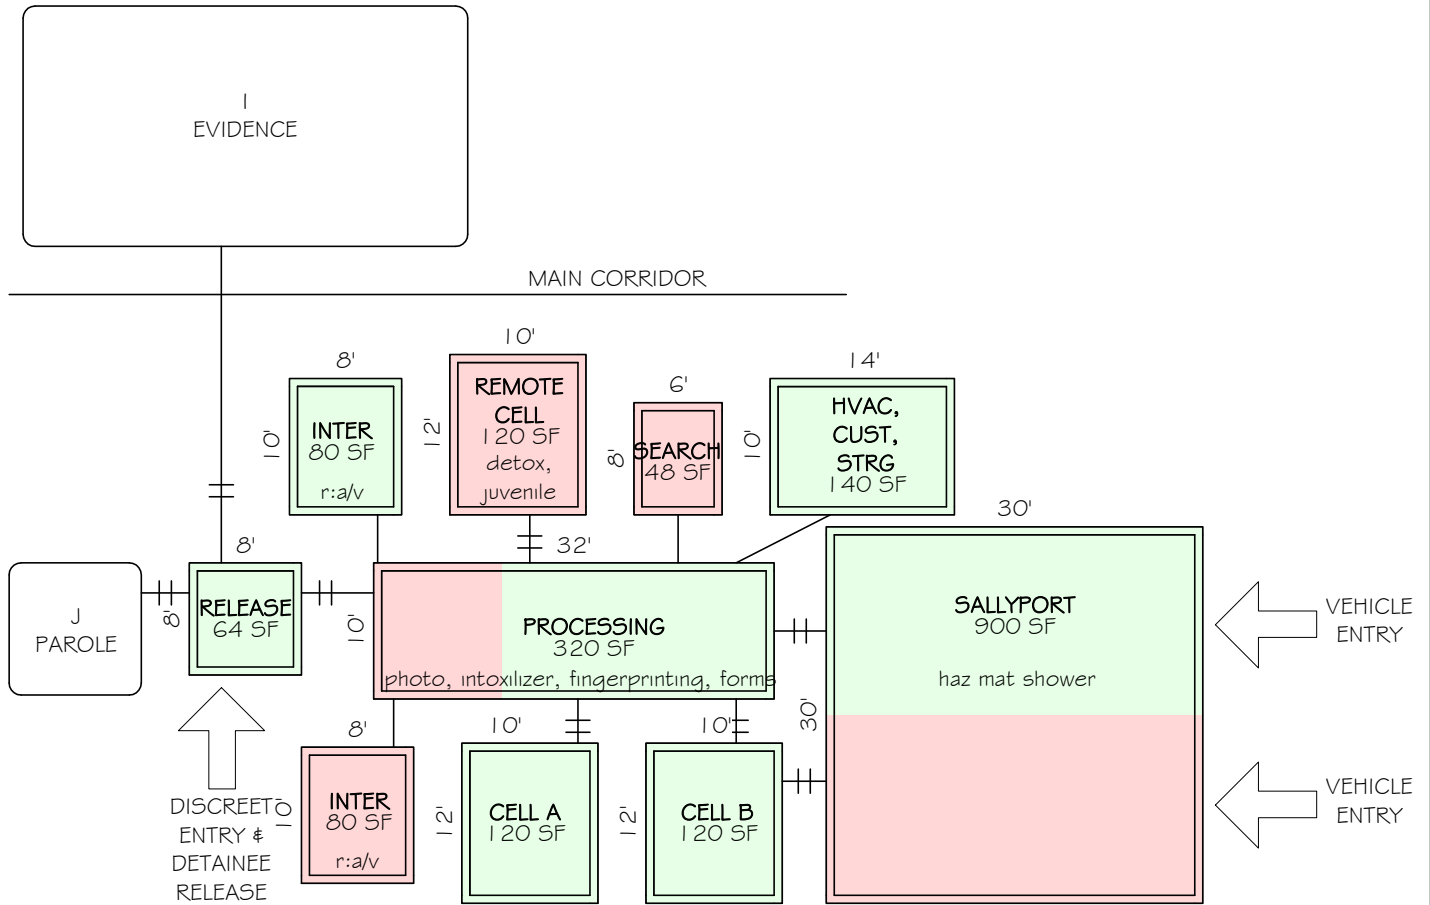 I
EVIDENCE
MAIN CORRIDOR
8'
10'
INTER
80 SF
r:a/v
10'
12'
REMOTE
CELL
120 SF
detox,
juvenile
6'
8'
SEARCH
48 SF
14'
10'
HVAC,
CUST,
STRG
140 SF
J
PAROLE
8'
8'
RELEASE
64 SF
32'
10'
PROCESSING
320 SF
photo, intoxilizer, fingerprinting, forms
30'
30'
SALLYPORT
900 SF
haz mat shower
VEHICLE
ENTRY
VEHICLE
ENTRY
DISCREET
ENTRY &
DETAINEE
RELEASE
8'
10'
INTER
80 SF
r:a/v
10'
12'
CELL A
120 SF
10'
12'
CELL B
120 SF